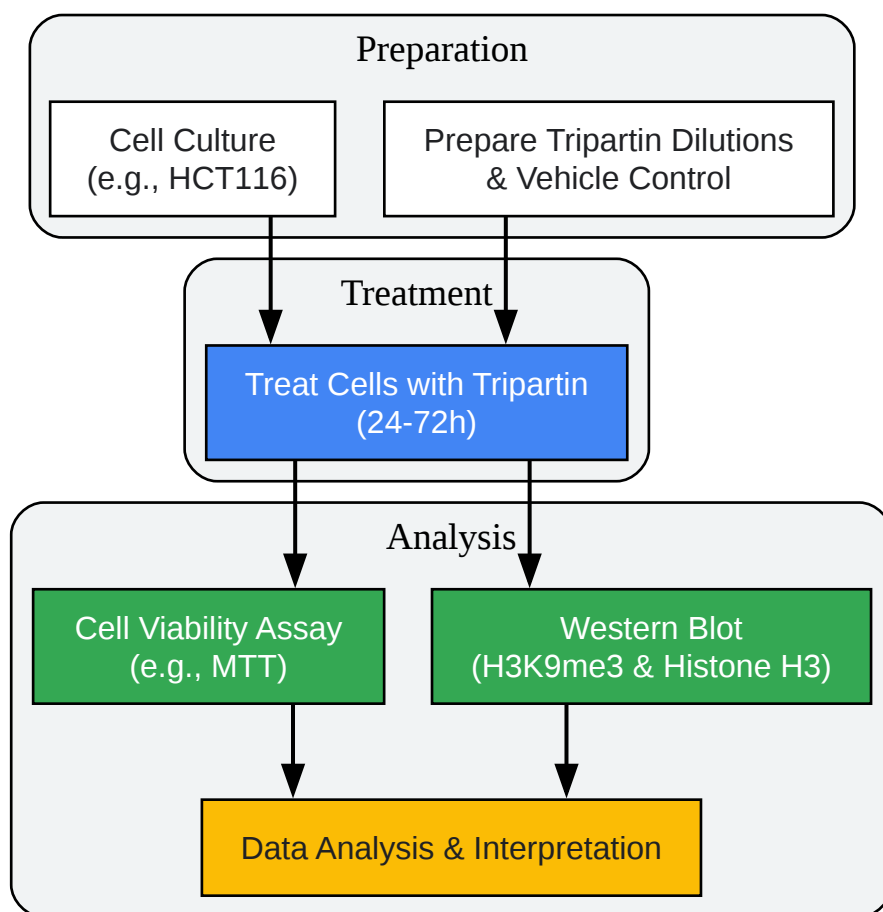 Preparation
Cell Culture
(e.g., HCT116)
Prepare Tripartin Dilutions
& Vehicle Control
Treatment
Treat Cells with Tripartin
(24-72h)
Analysis
Cell Viability Assay
(e.g., MTT)
Western Blot
(H3K9me3 & Histone H3)
Data Analysis & Interpretation